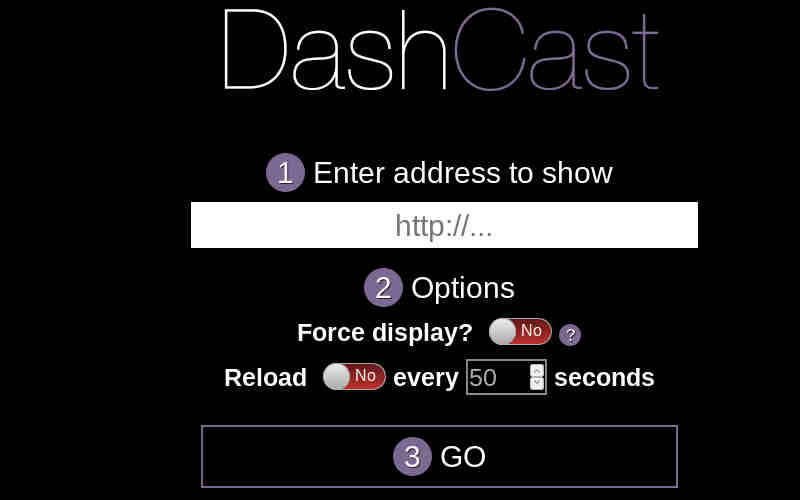 DashCast
1 Enter address to show
http://...
2 Options
Force display? No ?
Reload No every 50 seconds
3 GO